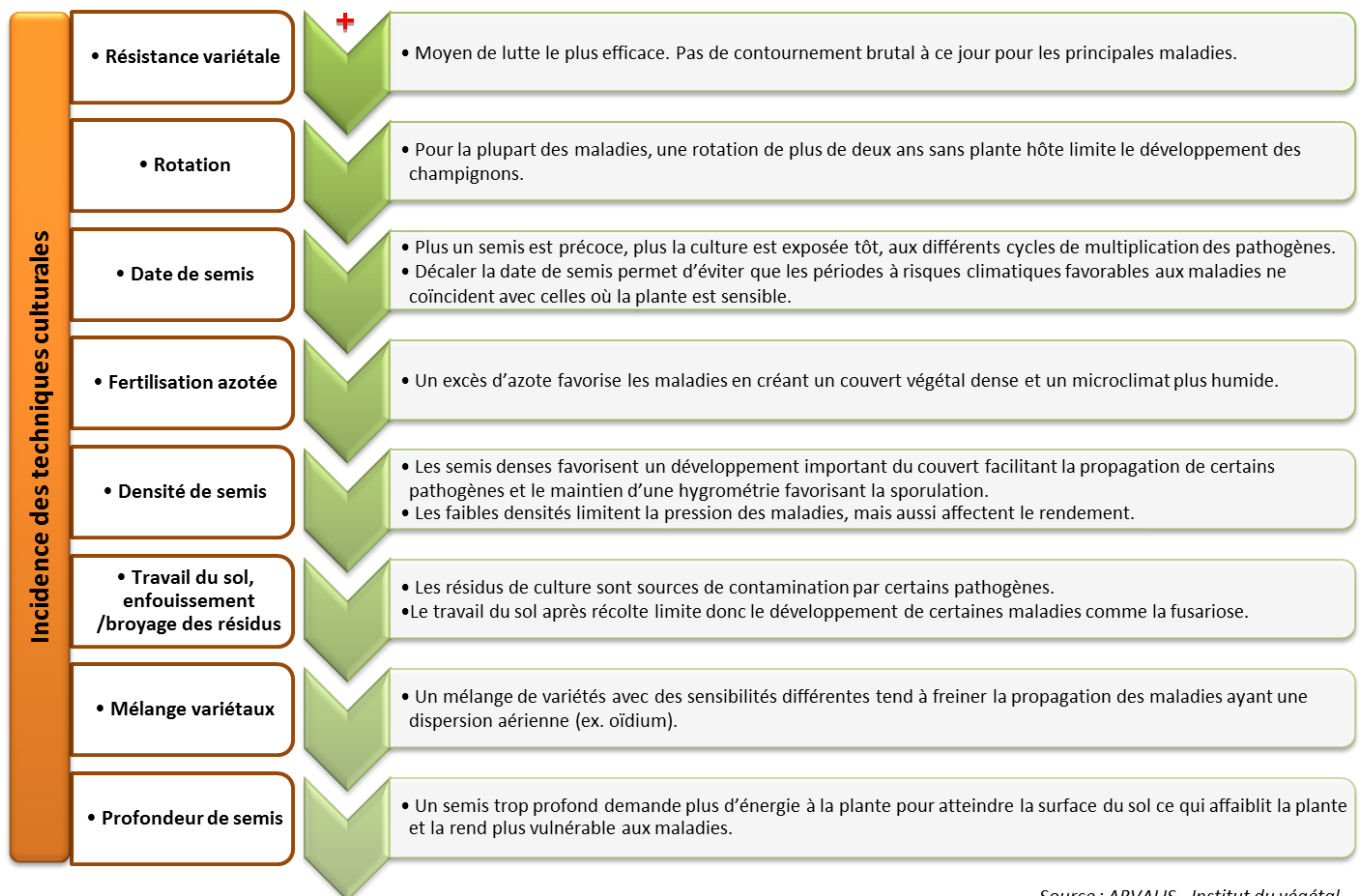 Incidence des techniques culturales
+
• Résistance variétale
• Moyen de lutte le plus efficace. Pas de contournement brutal à ce jour pour les principales maladies.
• Rotation
• Pour la plupart des maladies, une rotation de plus de deux ans sans plante hôte limite le développement des
champignons.
• Date de semis
• Plus un semis est précoce, plus la culture est exposée tôt, aux différents cycles de multiplication des pathogènes.
• Décaler la date de semis permet d’éviter que les périodes à risques climatiques favorables aux maladies ne
coïncident avec celles où la plante est sensible.
• Fertilisation azotée
• Un excès d’azote favorise les maladies en créant un couvert végétal dense et un microclimat plus humide.
• Densité de semis
• Les semis denses favorisent un développement important du couvert facilitant la propagation de certains
pathogènes et le maintien d’une hygrométrie favorisant la sporulation.
• Les faibles densités limitent la pression des maladies, mais aussi affectent le rendement.
• Travail du sol,
enfouissement
/broyage des résidus
• Les résidus de culture sont sources de contamination par certains pathogènes.
•Le travail du sol après récolte limite donc le développement de certaines maladies comme la fusariose.
• Mélange variétaux
• Un mélange de variétés avec des sensibilités différentes tend à freiner la propagation des maladies ayant une
dispersion aérienne (ex. oïdium).
• Profondeur de semis
• Un semis trop profond demande plus d’énergie à la plante pour atteindre la surface du sol ce qui affaiblit la plante
et la rend plus vulnérable aux maladies.
Source : ARVALIS - Institut du végétal